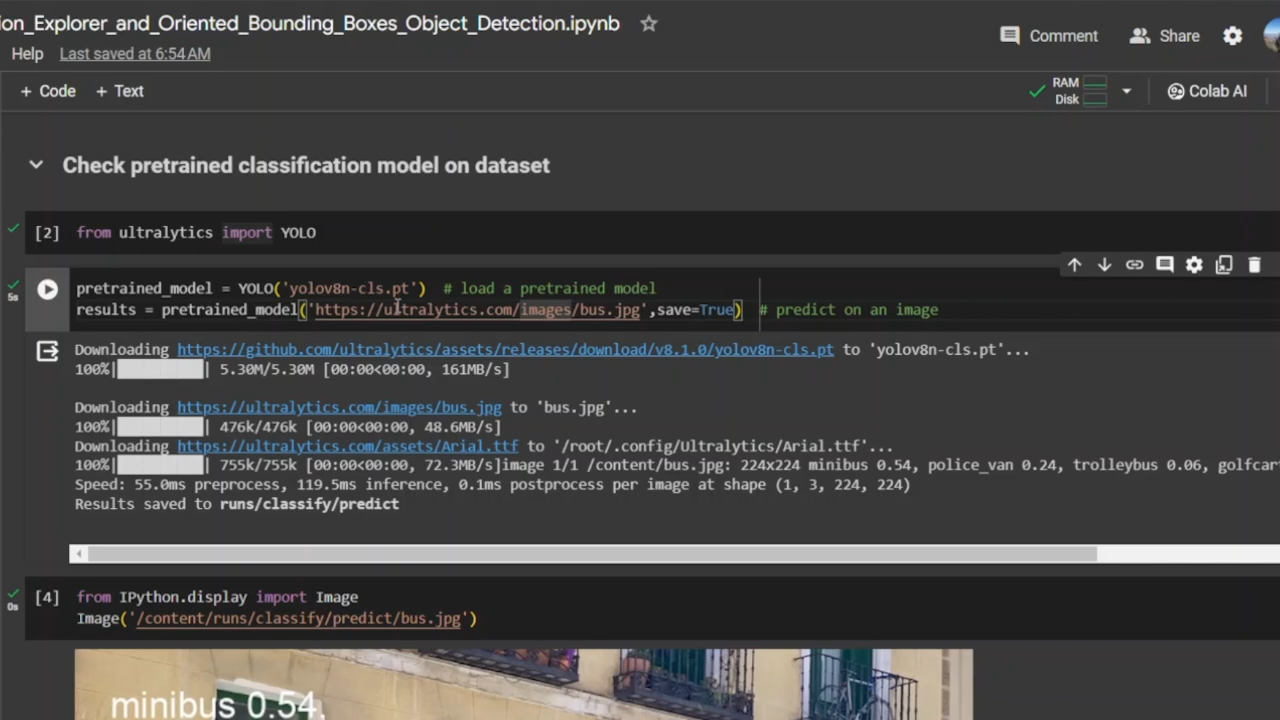 ion_Explorer_and_Oriented_Bounding_Boxes_Object_Detection.ipynb
Comment Share
Help Last saved at 6:54 AM
+ Code + Text
RAM
Disk
Colab AI
Check pretrained classification model on dataset
[2] from ultralytics import YOLO
5s
pretrained_model = YOLO('yolov8n-cls.pt')  # load a pretrained model
results = pretrained_model('https://ultralytics.com/images/bus.jpg',save=True)  # predict on an image
Downloading https://github.com/ultralytics/assets/releases/download/v8.1.0/yolov8n-cls.pt to 'yolov8n-cls.pt'...
100%|██████████| 5.30M/5.30M [00:00<00:00, 161MB/s]
Downloading https://ultralytics.com/images/bus.jpg to 'bus.jpg'...
100%|██████████| 476k/476k [00:00<00:00, 48.6MB/s]
Downloading https://ultralytics.com/assets/Arial.ttf to '/root/.config/Ultralytics/Arial.ttf'...
100%|██████████| 755k/755k [00:00<00:00, 72.3MB/s]image 1/1 /content/bus.jpg: 224x224 minibus 0.54, police_van 0.24, trolleybus 0.06, golfcart
Speed: 55.0ms preprocess, 119.5ms inference, 0.1ms postprocess per image at shape (1, 3, 224, 224)
Results saved to runs/classify/predict
0s
[4] from IPython.display import Image
Image('/content/runs/classify/predict/bus.jpg')
minibus 0.54,